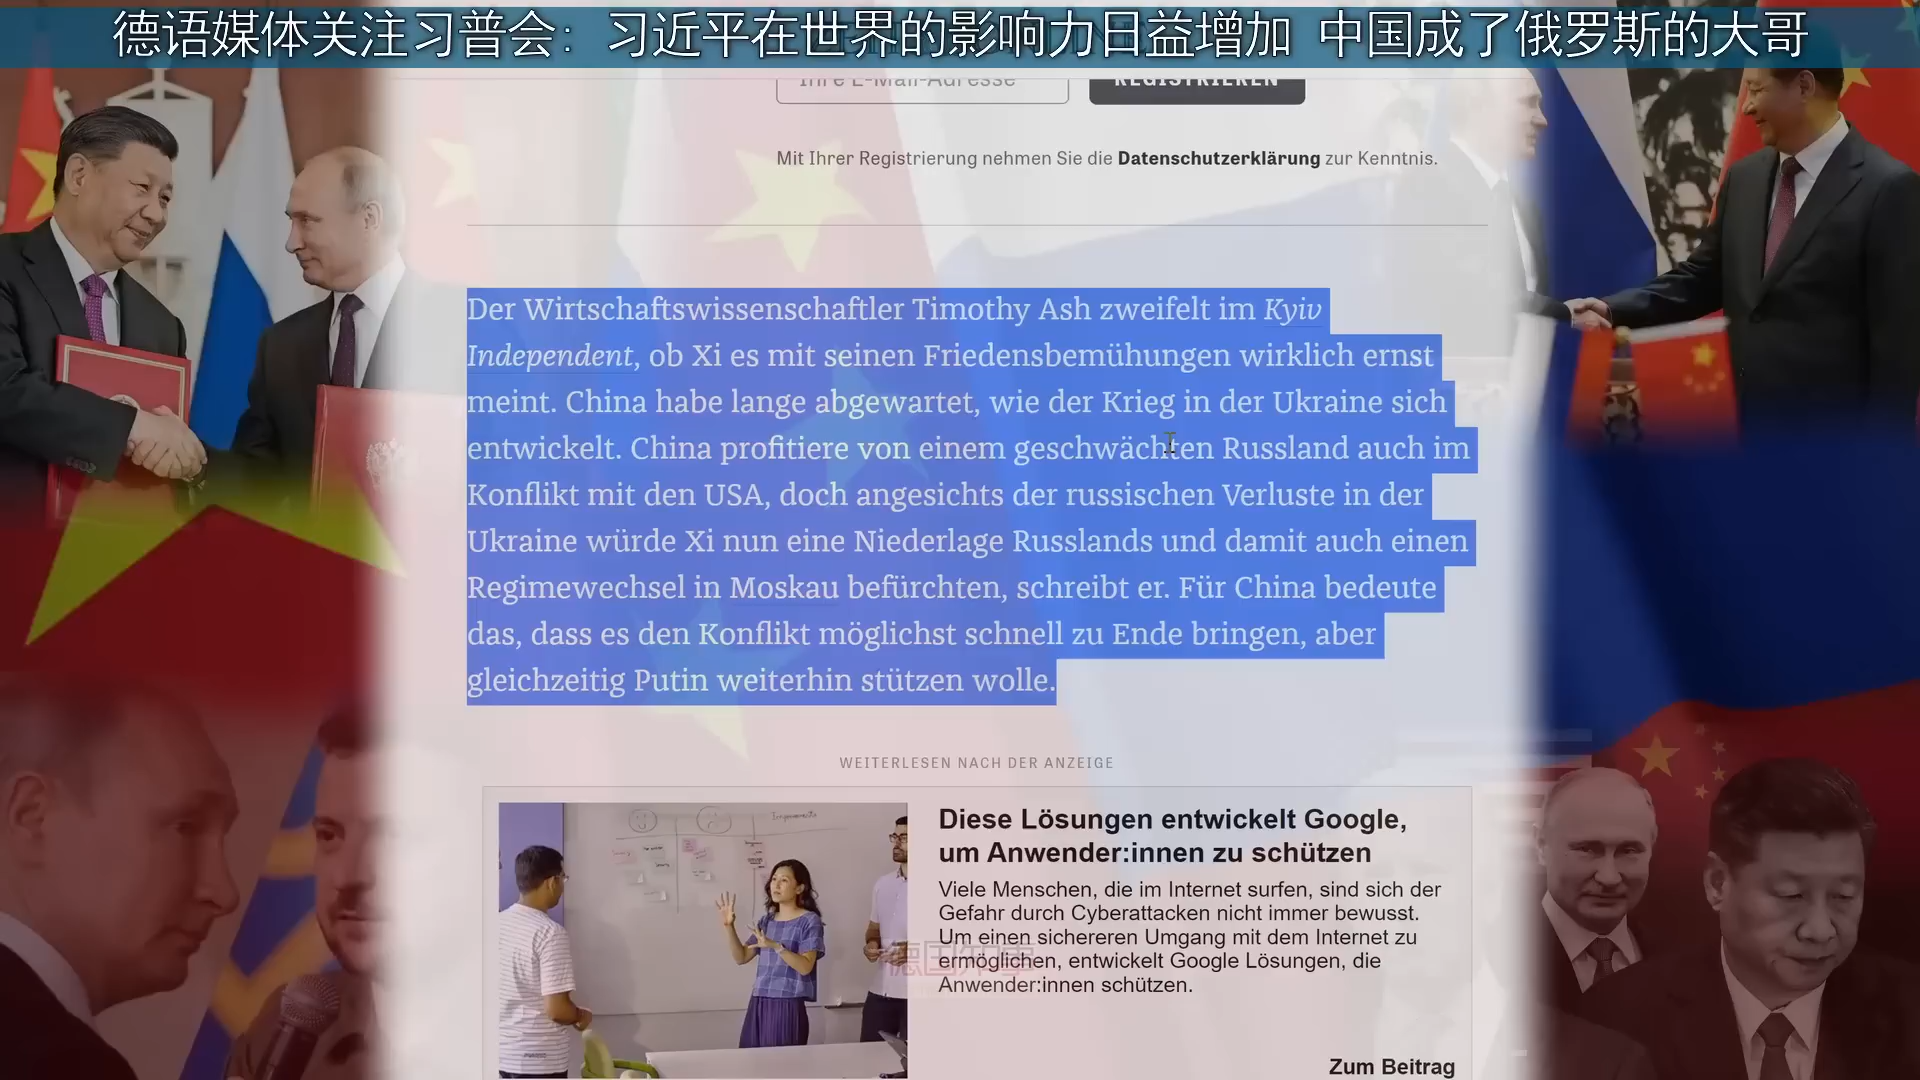 德语媒体关注习普会：习近平在世界的影响力日益增加 中国成了俄罗斯的大哥
Ihre E-Mail-Adresse
REGISTRIEREN
Mit Ihrer Registrierung nehmen Sie die Datenschutzerklärung zur Kenntnis.
Der Wirtschaftswissenschaftler Timothy Ash zweifelt im Kyiv
Independent, ob Xi es mit seinen Friedensbemühungen wirklich ernst
meint. China habe lange abgewartet, wie der Krieg in der Ukraine sich
entwickelt. China profitiere von einem geschwächten Russland auch im
Konflikt mit den USA, doch angesichts der russischen Verluste in der
Ukraine würde Xi nun eine Niederlage Russlands und damit auch einen
Regimewechsel in Moskau befürchten, schreibt er. Für China bedeute
das, dass es den Konflikt möglichst schnell zu Ende bringen, aber
gleichzeitig Putin weiterhin stützen wolle.
WEITERLESEN NACH DER ANZEIGE
Diese Lösungen entwickelt Google,
um Anwender:innen zu schützen
Viele Menschen, die im Internet surfen, sind sich der
Gefahr durch Cyberattacken nicht immer bewusst.
Um einen sichereren Umgang mit dem Internet zu
ermöglichen, entwickelt Google Lösungen, die
Anwender:innen schützen.
Zum Beitrag